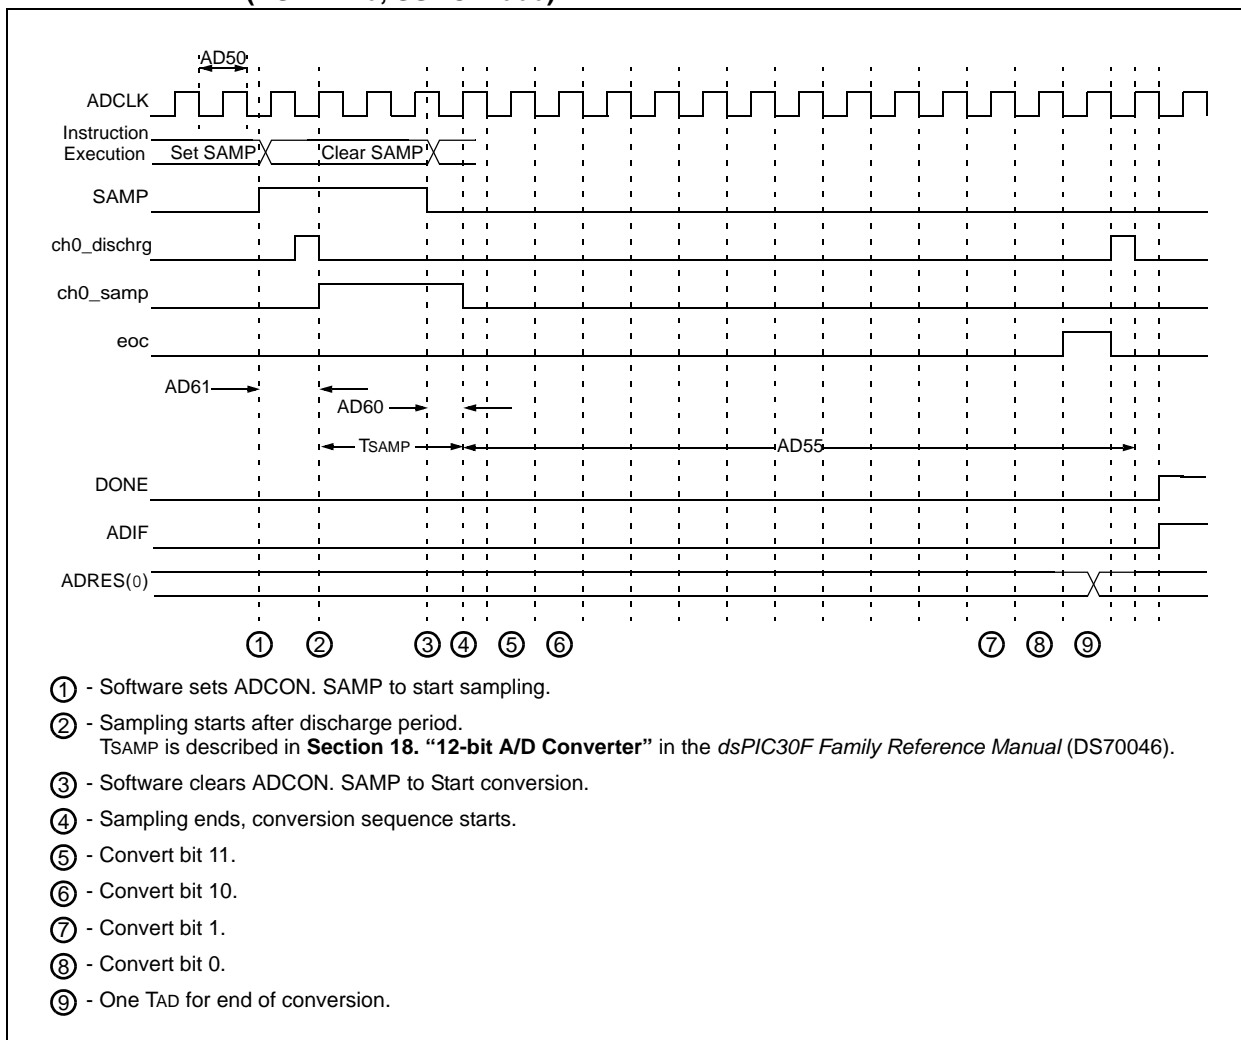 AD50
ADCLK
Instruction
Execution
Set SAMP
Clear SAMP
SAMP
ch0_dischrg
ch0_samp
eoc
AD61
AD60
TSAMP
AD55
DONE
ADIF
ADRES(0)
1 2 3 4 5 6 7 8 9
1 - Software sets ADCON. SAMP to start sampling.
2 - Sampling starts after discharge period.
TSAMP is described in Section 18. “12-bit A/D Converter” in the dsPIC30F Family Reference Manual (DS70046).
3 - Software clears ADCON. SAMP to Start conversion.
4 - Sampling ends, conversion sequence starts.
5 - Convert bit 11.
6 - Convert bit 10.
7 - Convert bit 1.
8 - Convert bit 0.
9 - One TAD for end of conversion.